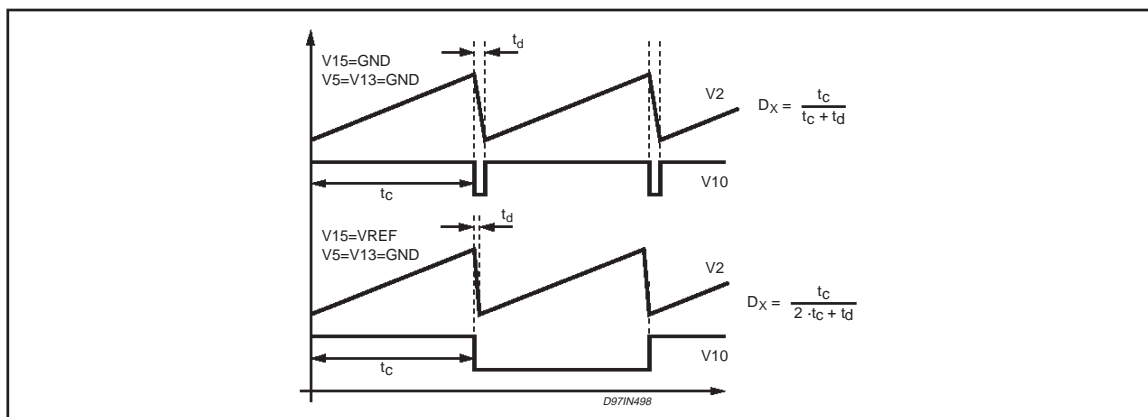 t_d
V15=GND
V5=V13=GND
V2
D_X = t_c / t_c + t_d
V10
t_c
t_d
V15=VREF
V5=V13=GND
V2
D_X = t_c / 2 ·t_c + t_d
V10
t_c
D97IN498